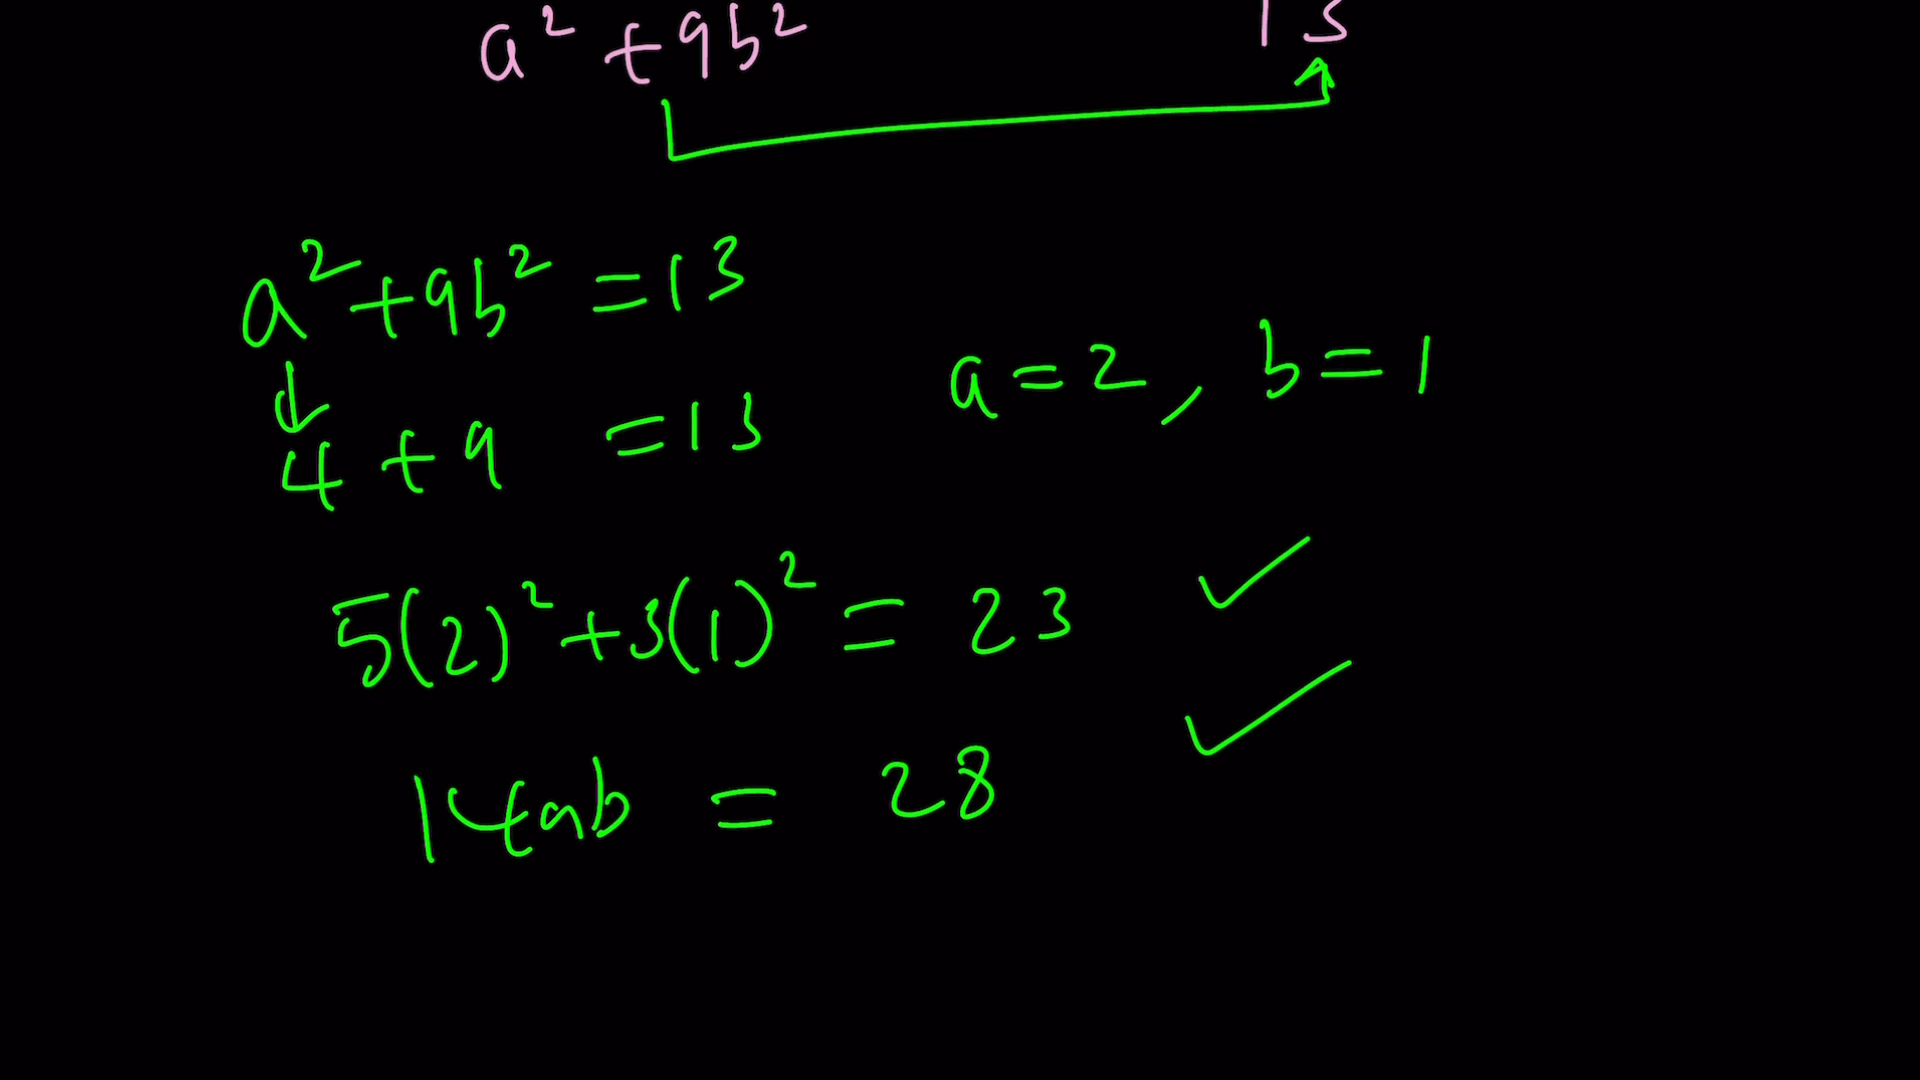 a² + 9b² 13
a² + 9b² = 13
a = 2, b = 1
4 + 9 = 13
5(2)² + 3(1)² = 23 ✓
14ab = 28 ✓